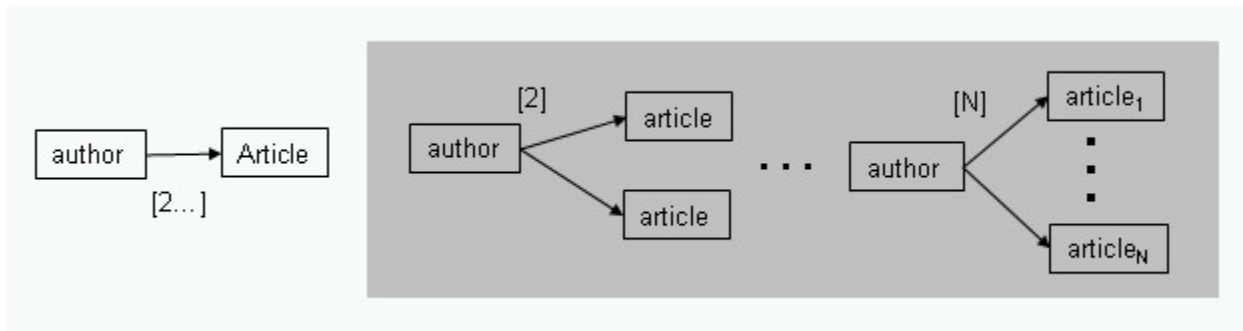 author
Article
[2...]
[2]
author
article
article
...
[N]
author
article₁
articleN